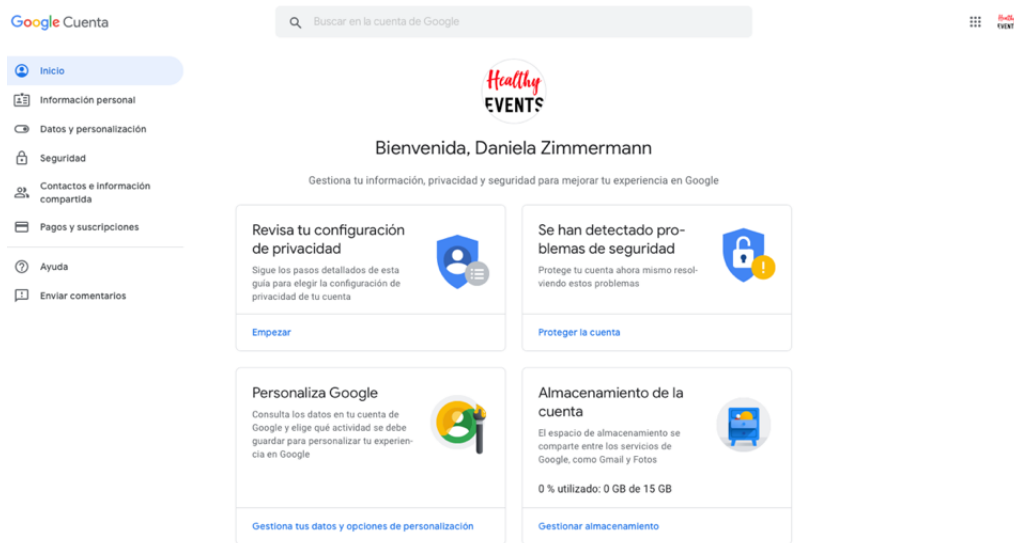 Google Cuenta
Buscar en la cuenta de Google
Healthy
EVENTS
Inicio
Información personal
Datos y personalización
Seguridad
Contactos e información
compartida
Pagos y suscripciones
Ayuda
Enviar comentarios
Healthy
EVENTS
Bienvenida, Daniela Zimmermann
Gestiona tu información, privacidad y seguridad para mejorar tu experiencia en Google
Revisa tu configuración
de privacidad
Sigue los pasos detallados de esta
guía para elegir la configuración de
privacidad de tu cuenta
Empezar
Se han detectado pro-
blemas de seguridad
Protege tu cuenta ahora mismo resol-
viendo estos problemas
Proteger la cuenta
Personaliza Google
Consulta los datos en tu cuenta de
Google y elige qué actividad se debe
guardar para personalizar tu experien-
cia en Google
Gestiona tus datos y opciones de personalización
Almacenamiento de la
cuenta
El espacio de almacenamiento se
comparte entre los servicios de
Google, como Gmail y Fotos
0 % utilizado: 0 GB de 15 GB
Gestionar almacenamiento